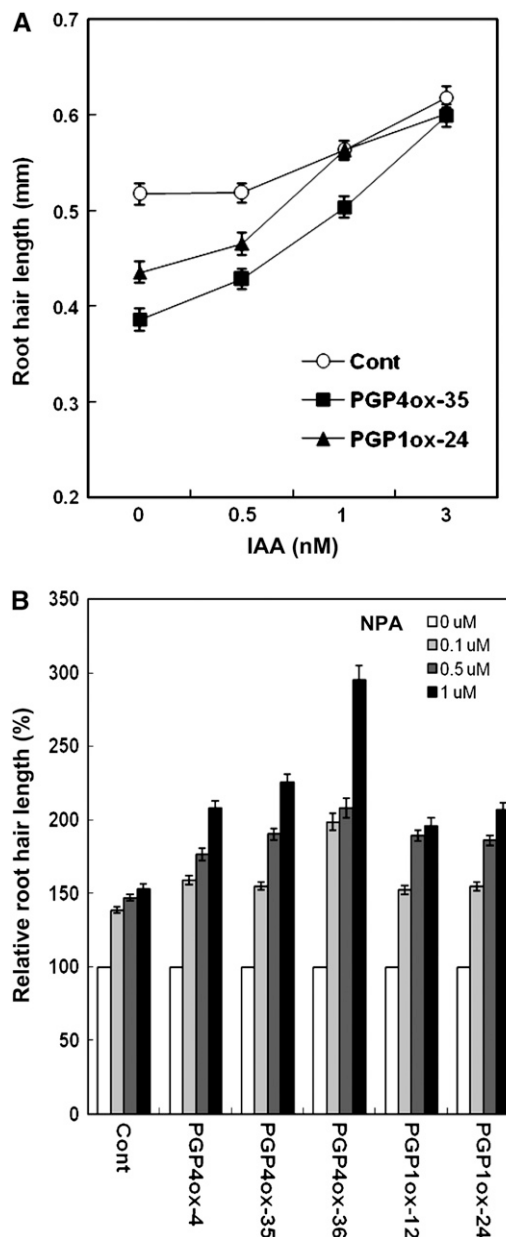 A
Root hair length (mm)
0.7
0.6
0.5
0.4
0.3
0.2
Cont
PGP4ox-35
PGP1ox-24
0 0.5 1 3
IAA (nM)
B
Relative root hair length (%)
350
300
250
200
150
100
50
0
NPA
0 uM
0.1 uM
0.5 uM
1 uM
Cont
PGP4ox-4
PGP4ox-35
PGP4ox-36
PGP1ox-12
PGP1ox-24